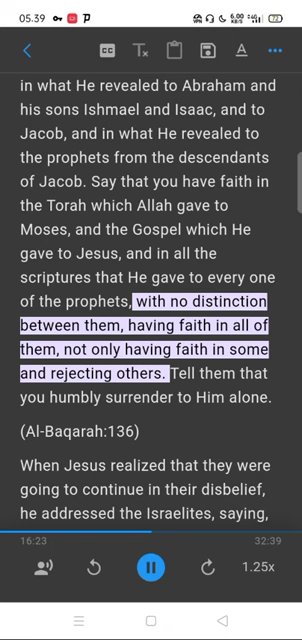 05.39
6.00 KB/S
72
CC
in what He revealed to Abraham and
his sons Ishmael and Isaac, and to
Jacob, and in what He revealed to
the prophets from the descendants
of Jacob. Say that you have faith in
the Torah which Allah gave to
Moses, and the Gospel which He
gave to Jesus, and in all the
scriptures that He gave to every one
of the prophets, with no distinction
between them, having faith in all of
them, not only having faith in some
and rejecting others. Tell them that
you humbly surrender to Him alone.
(Al-Baqarah:136)
When Jesus realized that they were
going to continue in their disbelief,
he addressed the Israelites, saying,
16:23
32:39
1.25x